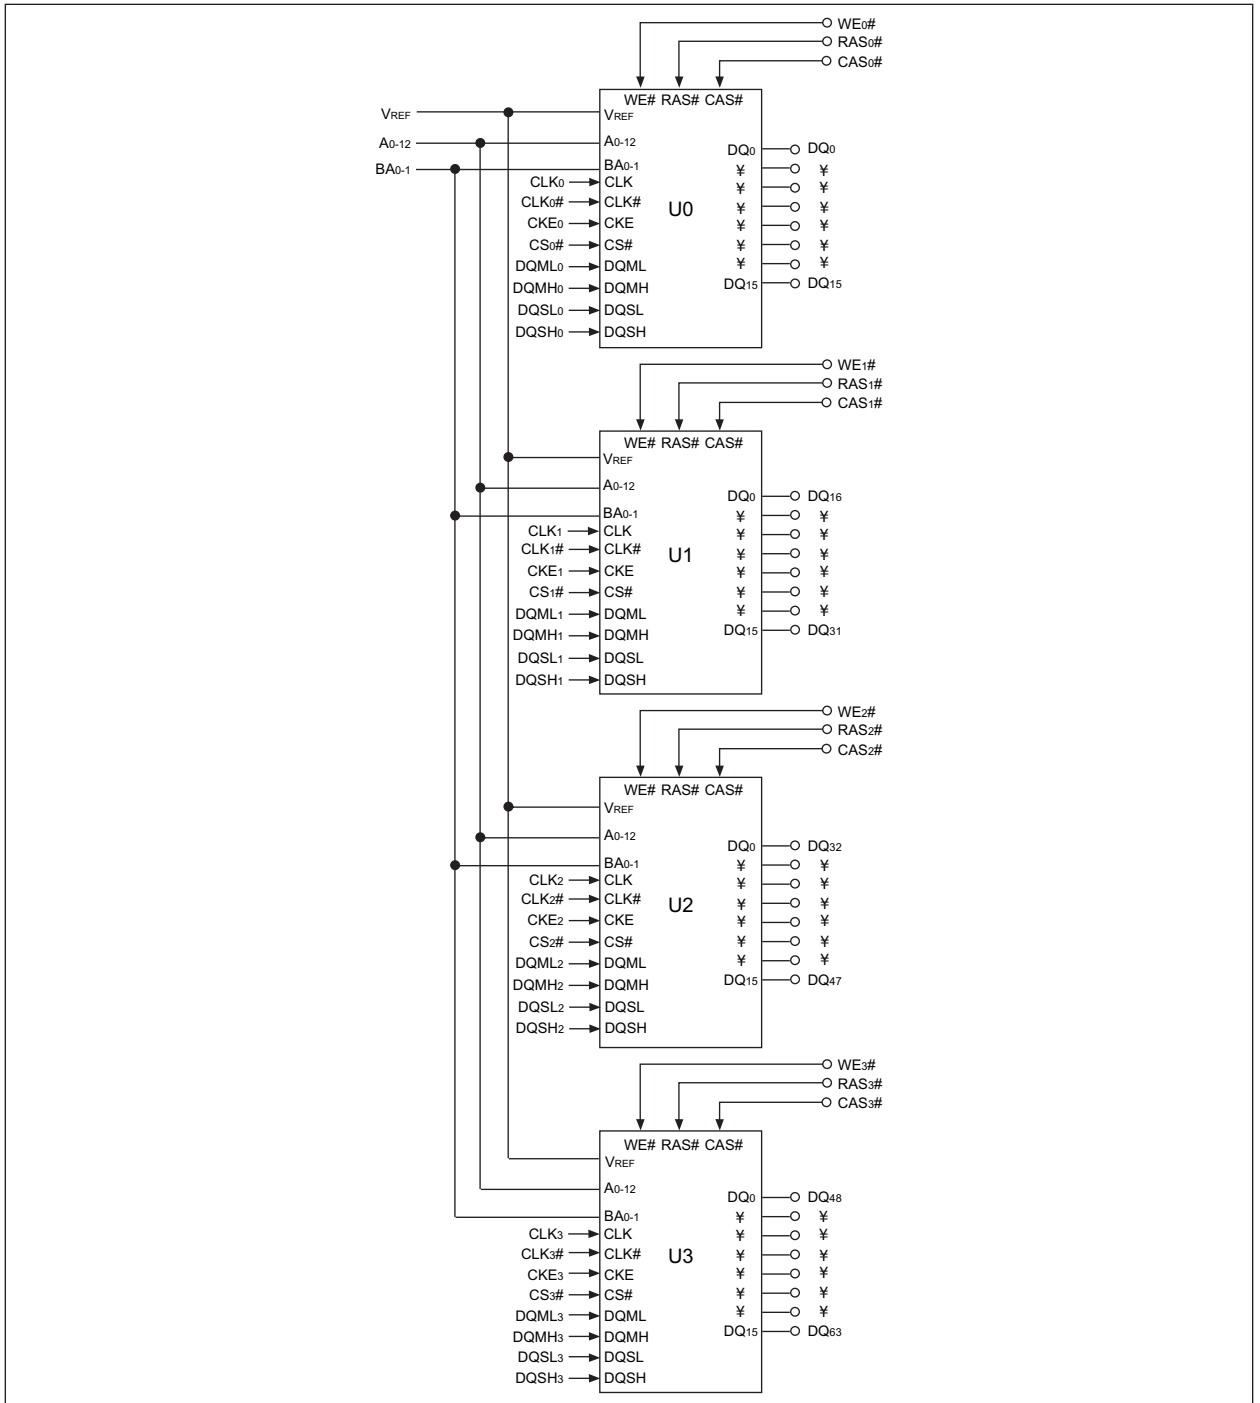 WE0#
RAS0#
CAS0#
WE# RAS# CAS#
VREF VREF
A0-12 A0-12
DQ0 DQ0
BA0-1 BA0-1
¥ ¥
CLK0 CLK
¥ ¥
CLK0# CLK#
¥ ¥
U0
CKE0 CKE
¥ ¥
CS0# CS#
¥ ¥
DQML0 DQML
¥ ¥
DQMH0 DQMH
DQ15 DQ15
DQSL0 DQSL
DQSH0 DQSH
WE1#
RAS1#
CAS1#
WE# RAS# CAS#
VREF
A0-12
DQ0 DQ16
BA0-1
¥ ¥
CLK1 CLK
¥ ¥
CLK1# CLK#
¥ ¥
U1
CKE1 CKE
¥ ¥
CS1# CS#
¥ ¥
DQML1 DQML
¥ ¥
DQMH1 DQMH
DQ15 DQ31
DQSL1 DQSL
DQSH1 DQSH
WE2#
RAS2#
CAS2#
WE# RAS# CAS#
VREF
A0-12
DQ0 DQ32
BA0-1
¥ ¥
CLK2 CLK
¥ ¥
CLK2# CLK#
¥ ¥
U2
CKE2 CKE
¥ ¥
CS2# CS#
¥ ¥
DQML2 DQML
¥ ¥
DQMH2 DQMH
DQ15 DQ47
DQSL2 DQSL
DQSH2 DQSH
WE3#
RAS3#
CAS3#
WE# RAS# CAS#
VREF
A0-12
DQ0 DQ48
BA0-1
¥ ¥
CLK3 CLK
¥ ¥
CLK3# CLK#
¥ ¥
U3
CKE3 CKE
¥ ¥
CS3# CS#
¥ ¥
DQML3 DQML
¥ ¥
DQMH3 DQMH
DQ15 DQ63
DQSL3 DQSL
DQSH3 DQSH